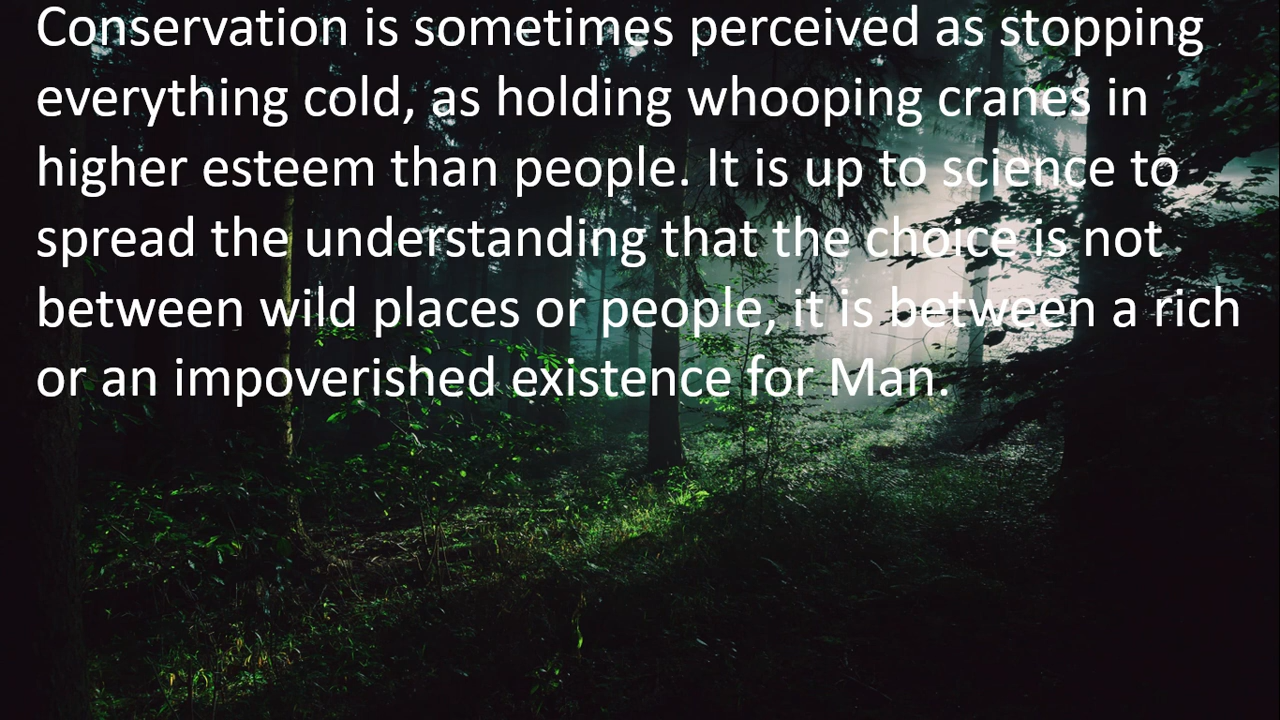 Conservation is sometimes perceived as stopping
everything cold, as holding whooping cranes in
higher esteem than people. It is up to science to
spread the understanding that the choice is not
between wild places or people, it is between a rich
or an impoverished existence for Man.